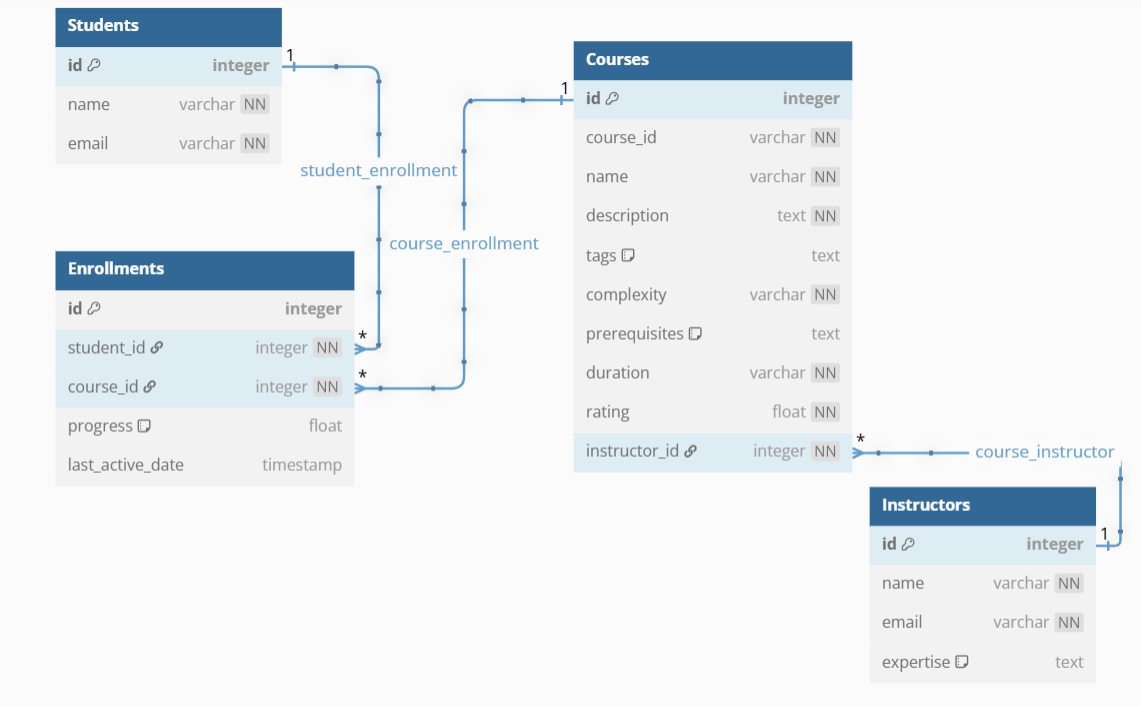 Students
id integer
name varchar NN
email varchar NN
1
student_enrollment
course_enrollment
Enrollments
id integer
student_id integer NN
*
course_id integer NN
*
progress float
last_active_date timestamp
1
Courses
id integer
course_id varchar NN
name varchar NN
description text NN
tags text
complexity varchar NN
prerequisites text
duration varchar NN
rating float NN
instructor_id integer NN
*
course_instructor
Instructors
id integer
1
name varchar NN
email varchar NN
expertise text